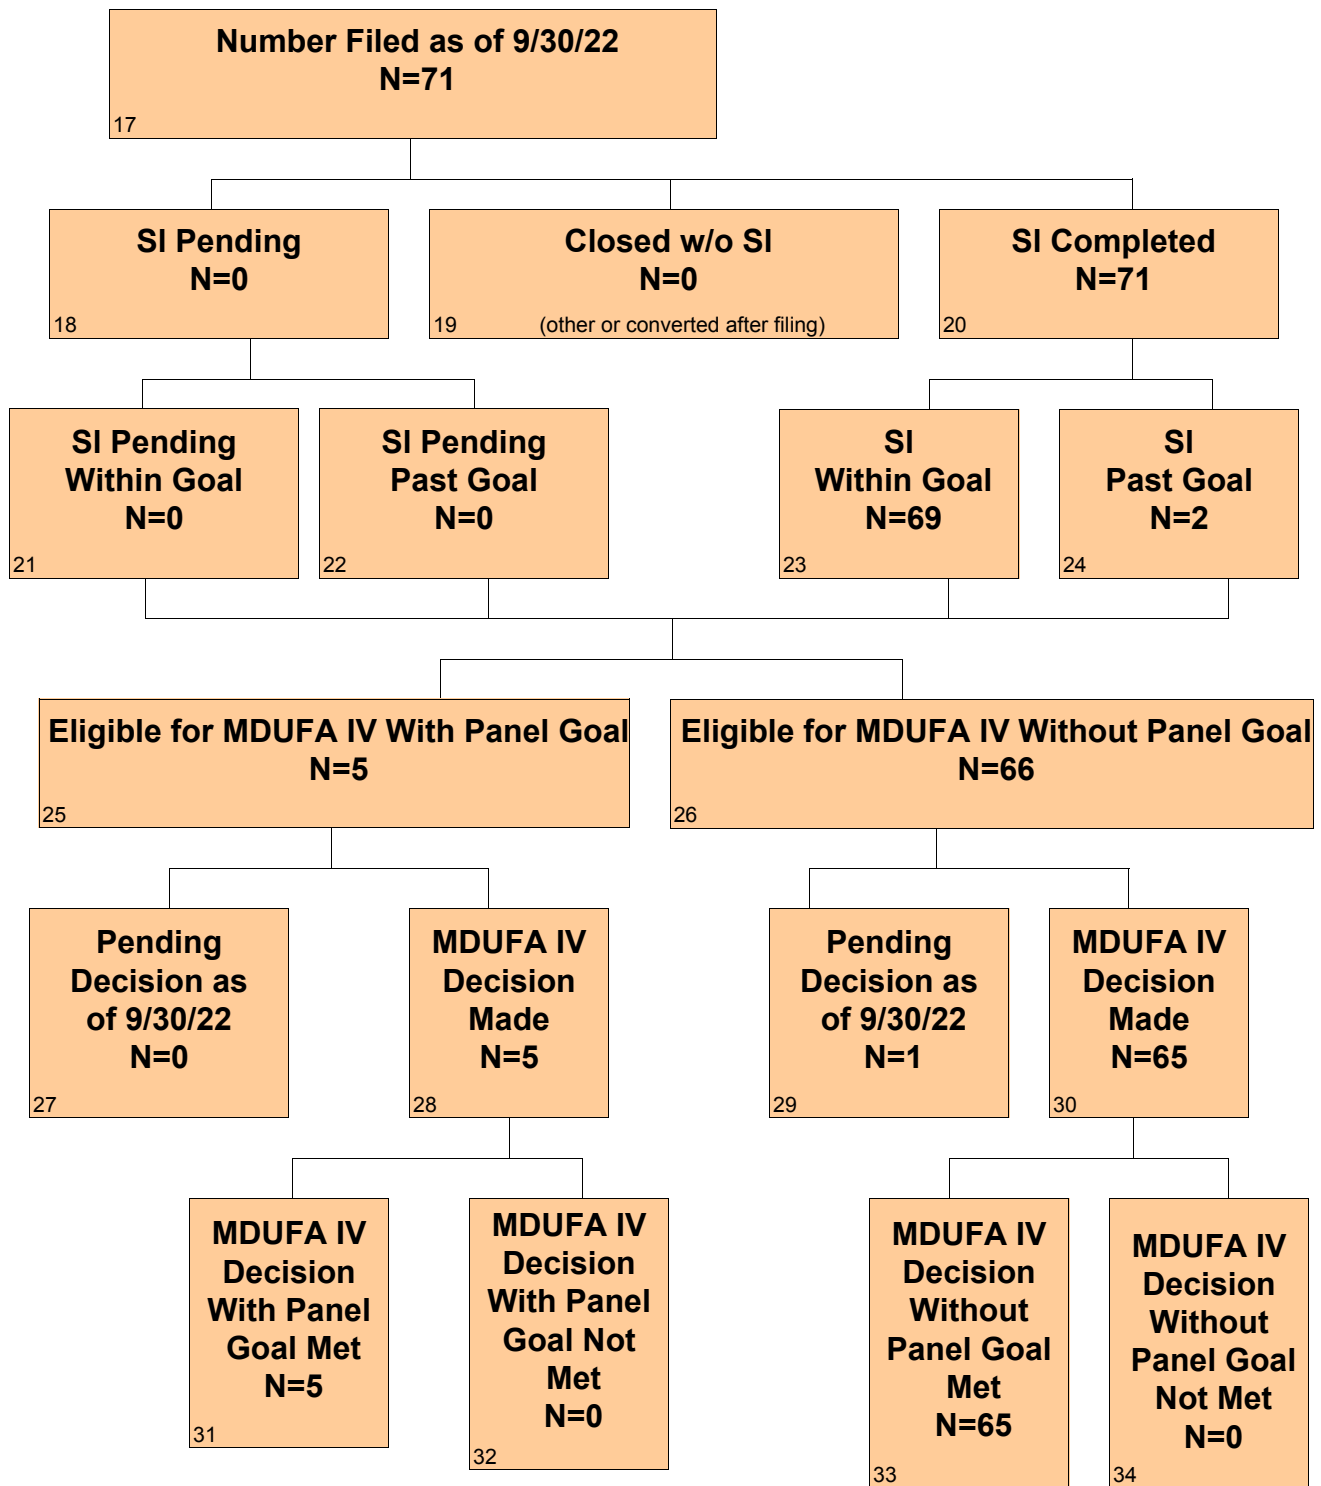 Number Filed as of 9/30/22
N=71
17
SI Pending
N=0
18
Closed w/o SI
N=0
19
(other or converted after filing)
SI Completed
N=71
20
SI Pending
Within Goal
N=0
21
SI Pending
Past Goal
N=0
22
SI
Within Goal
N=69
23
SI
Past Goal
N=2
24
Eligible for MDUFA IV With Panel Goal
N=5
25
Eligible for MDUFA IV Without Panel Goal
N=66
26
Pending
Decision as
of 9/30/22
N=0
27
MDUFA IV
Decision
Made
N=5
28
Pending
Decision as
of 9/30/22
N=1
29
MDUFA IV
Decision
Made
N=65
30
MDUFA IV
Decision
With Panel
Goal Met
N=5
31
MDUFA IV
Decision
With Panel
Goal Not
Met
N=0
32
MDUFA IV
Decision
Without
Panel Goal
Met
N=65
33
MDUFA IV
Decision
Without
Panel Goal
Not Met
N=0
34